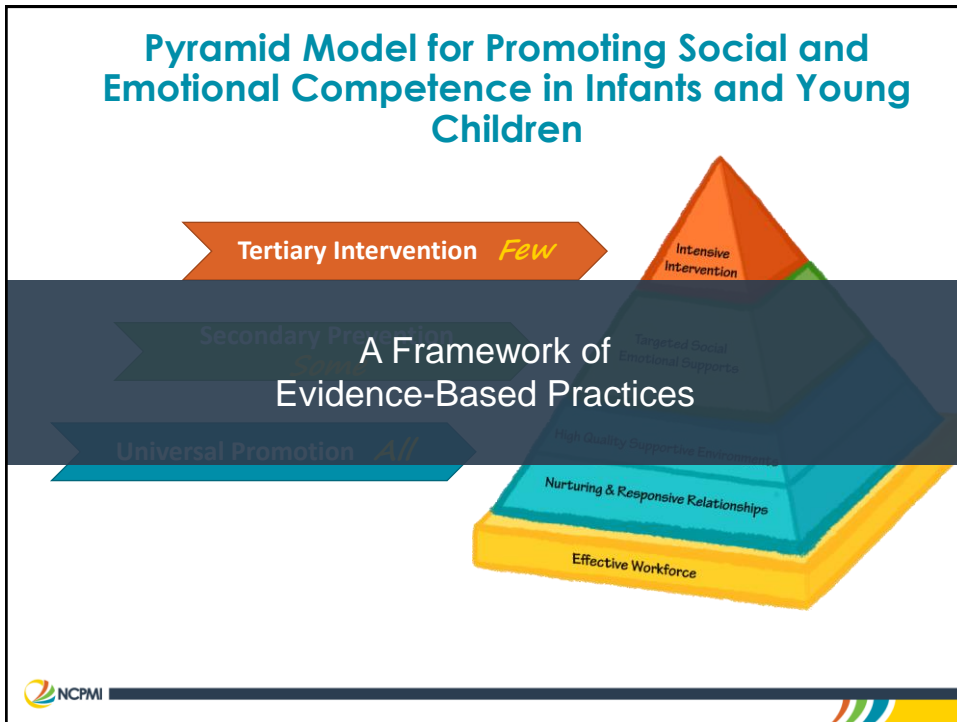 Pyramid Model for Promoting Social and
Emotional Competence in Infants and Young
Children
Tertiary Intervention Few
Intensive
Intervention
Secondary Prevention
Some
Targeted Social
Emotional Supports
A Framework of
Evidence-Based Practices
Universal Promotion All
High Quality Supportive Environments
Nurturing & Responsive Relationships
Effective Workforce
NCPMI